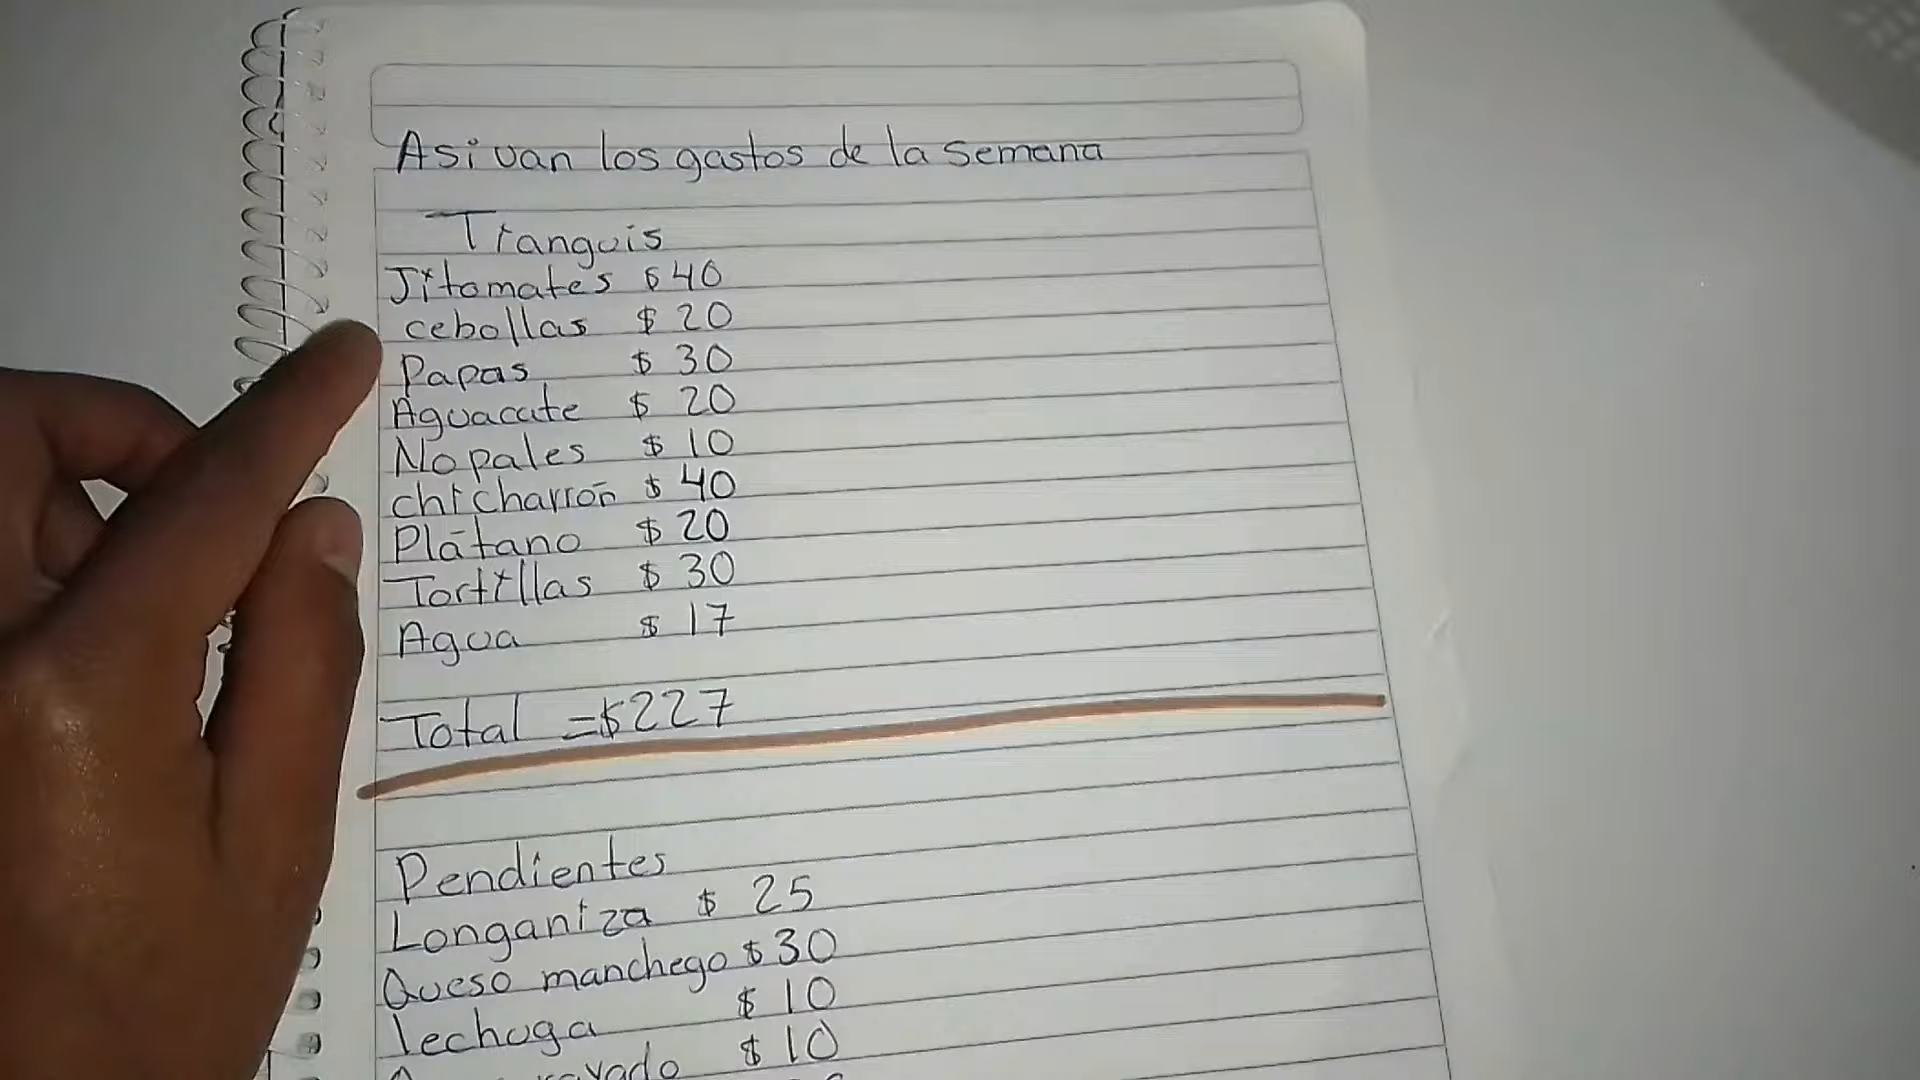 Asi van los gastos de la semana
Tianguis
Jitomates $40
cebollas $ 20
Papas $ 30
Aguacate $ 20
Nopales $ 10
chicharrón $ 40
Plátano $ 20
Tortillas $ 30
Agua $ 17
Total =$227
Pendientes
Longaniza $ 25
Queso manchego $30
lechuga $ 10
$ 10